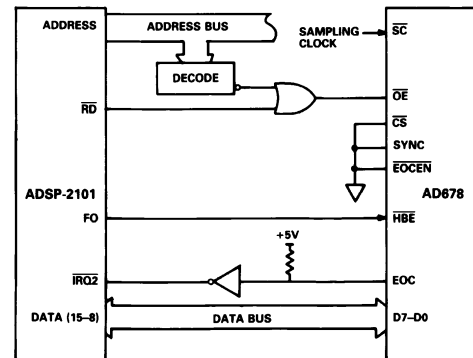 ADDRESS
ADDRESS BUS
SAMPLING
CLOCK
SC
DECODE
OE
RD
CS
SYNC
EOCEN
ADSP-2101
AD678
FO
HBE
+5V
IRQ2
EOC
DATA (15–8)
DATA BUS
D7–D0